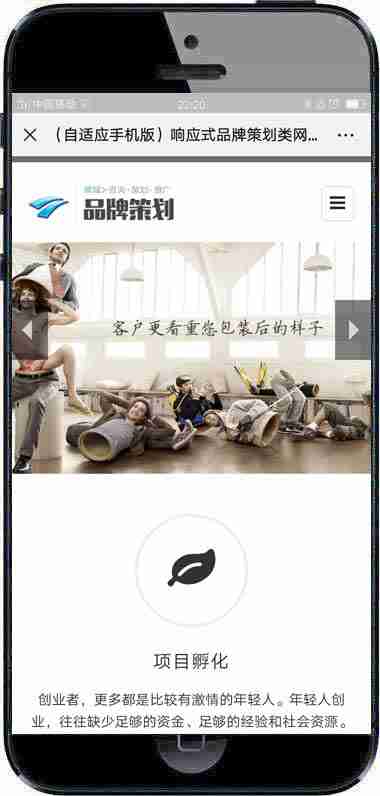 中国移动
22:20
（自适应手机版）响应式品牌策划类网...
品牌策划
客户更看重您包装后的样子
项目孵化
创业者，更多都是比较有激情的年轻人。年轻人创
业，往往缺少足够的资金、足够的经验和社会资源。